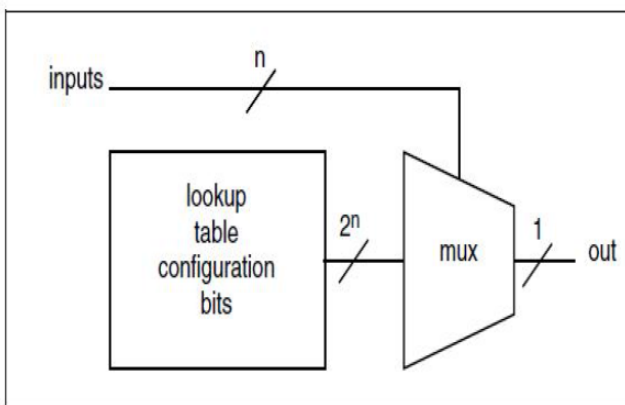 n
inputs
lookup
table
configuration
bits
2ⁿ
mux
1
out